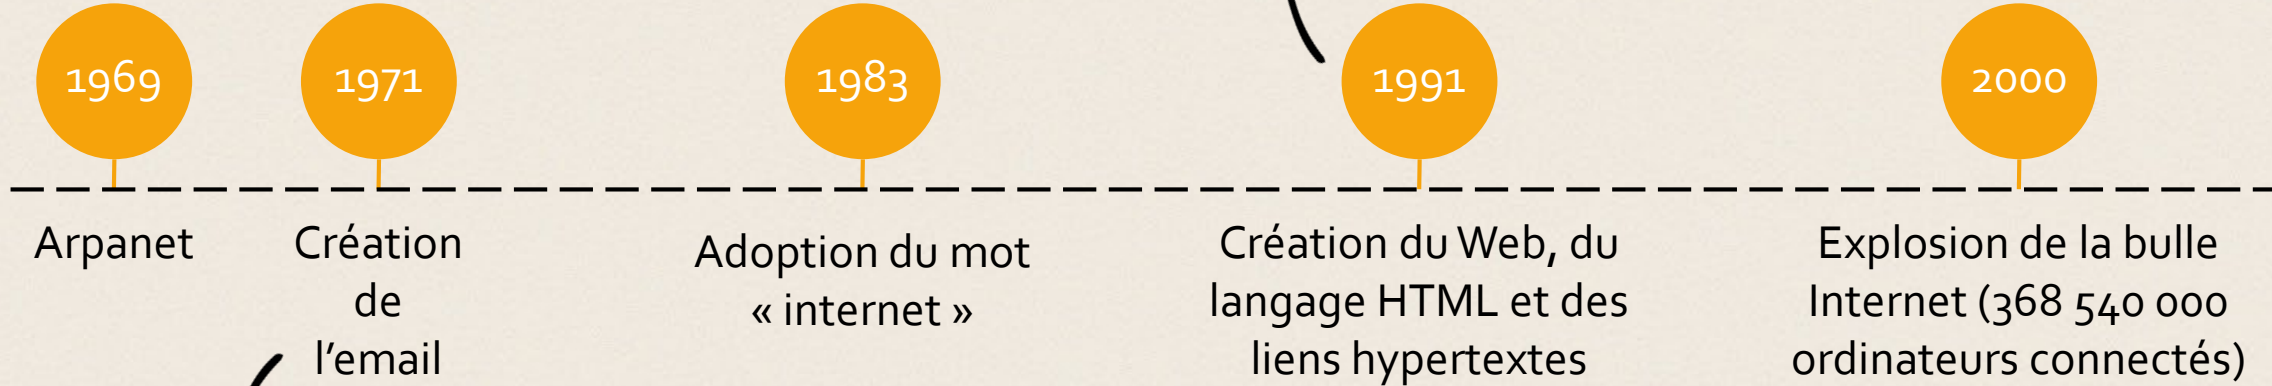 1969
1971
1983
1991
2000
Arpanet
Création
de
l'email
Adoption du mot
« internet »
Création du Web, du
langage HTML et des
liens hypertextes
Explosion de la bulle
Internet (368 540 000
ordinateurs connectés)